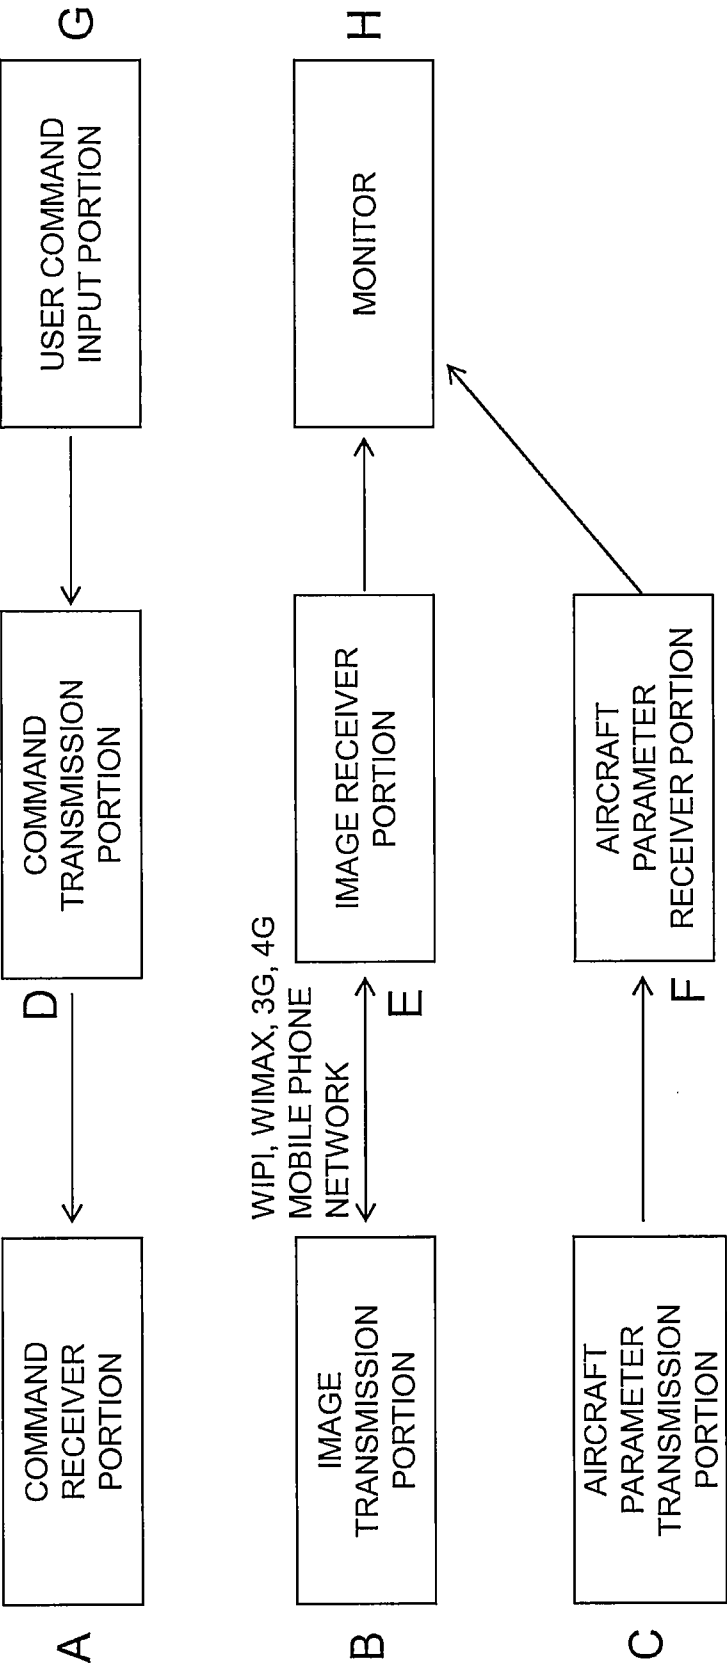 A
COMMAND
RECEIVER
PORTION
D
COMMAND
TRANSMISSION
PORTION
USER COMMAND
INPUT PORTION
G
B
IMAGE
TRANSMISSION
PORTION
WIPI, WIMAX, 3G, 4G
MOBILE PHONE
NETWORK
E
IMAGE RECEIVER
PORTION
MONITOR
H
C
AIRCRAFT
PARAMETER
TRANSMISSION
PORTION
F
AIRCRAFT
PARAMETER
RECEIVER PORTION